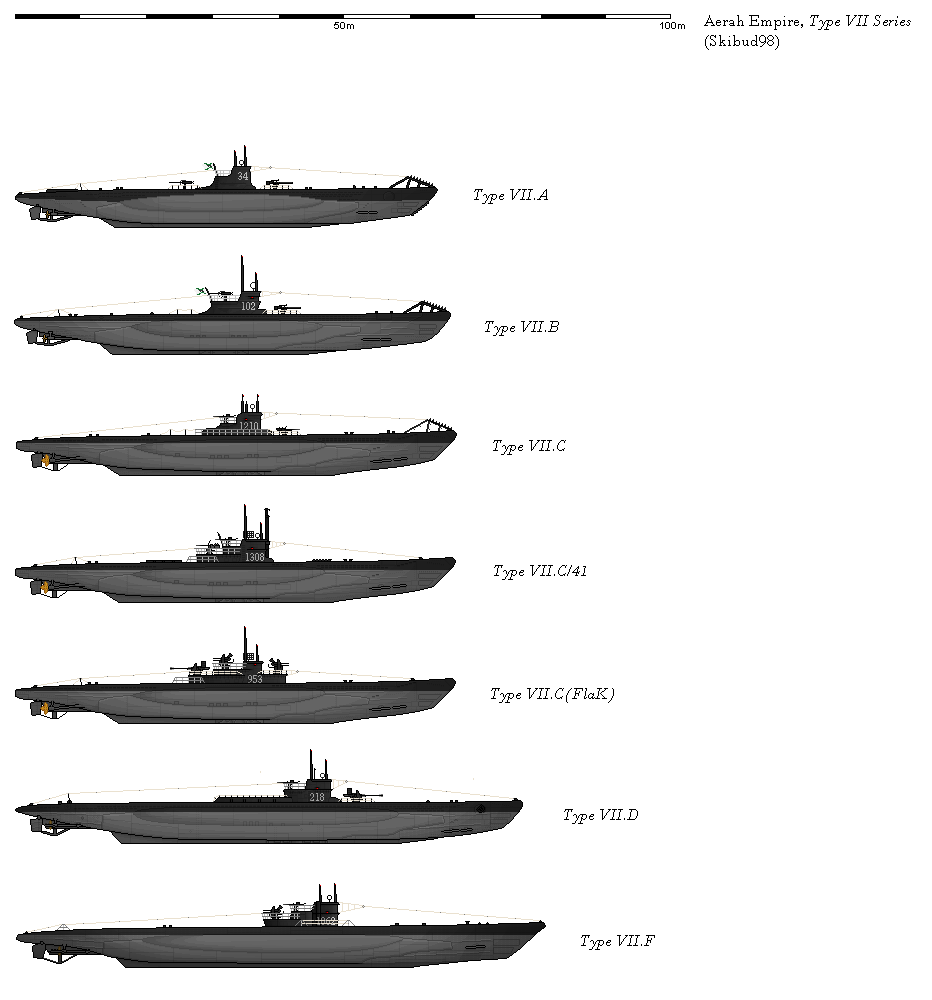 50m
100m
Aerah Empire, Type VII Series
(Skibud98)
34
Type VII.A
102
Type VII.B
1210
Type VII.C
1308
Type VII.C/41
953
Type VII.C(FlaK)
218
Type VII.D
Type VII.F